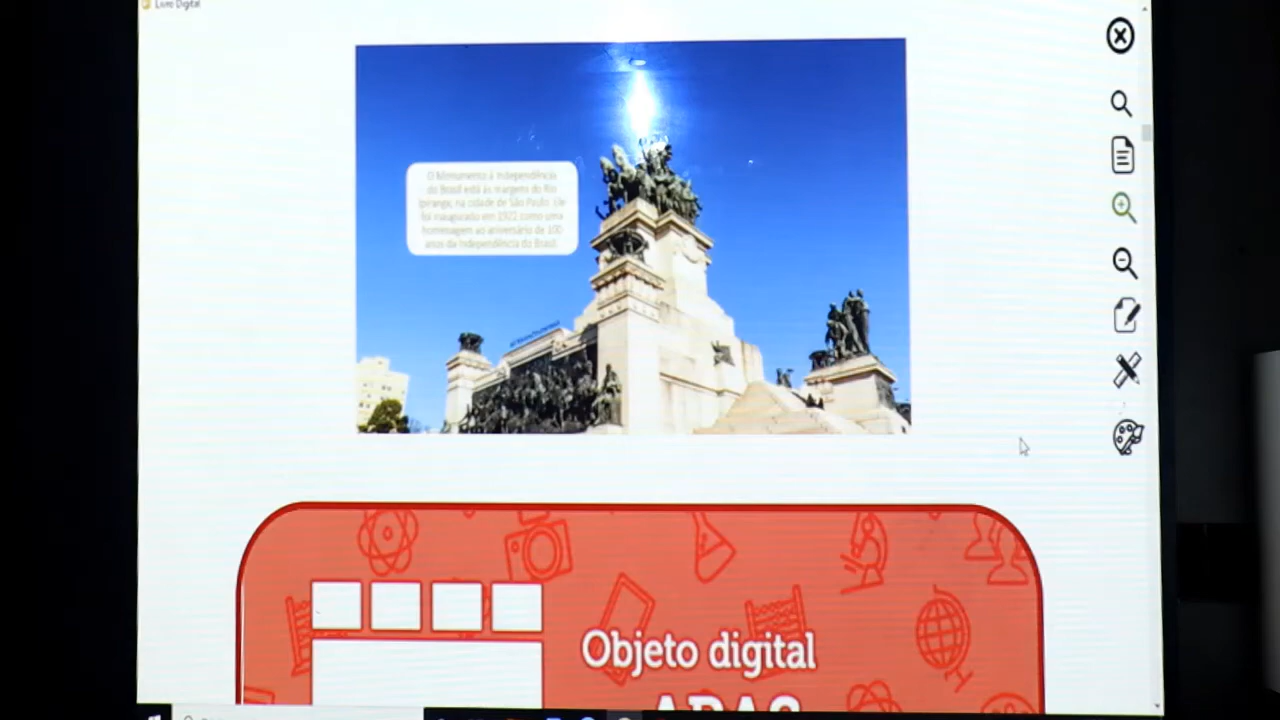 Livro Digital
O Monumento à Independência
do Brasil está às margens do Rio
Ipiranga, na cidade de São Paulo. Ele
foi inaugurado em 1922 como uma
homenagem ao aniversário de 100
anos da Independência do Brasil.
Objeto digital
ABAS